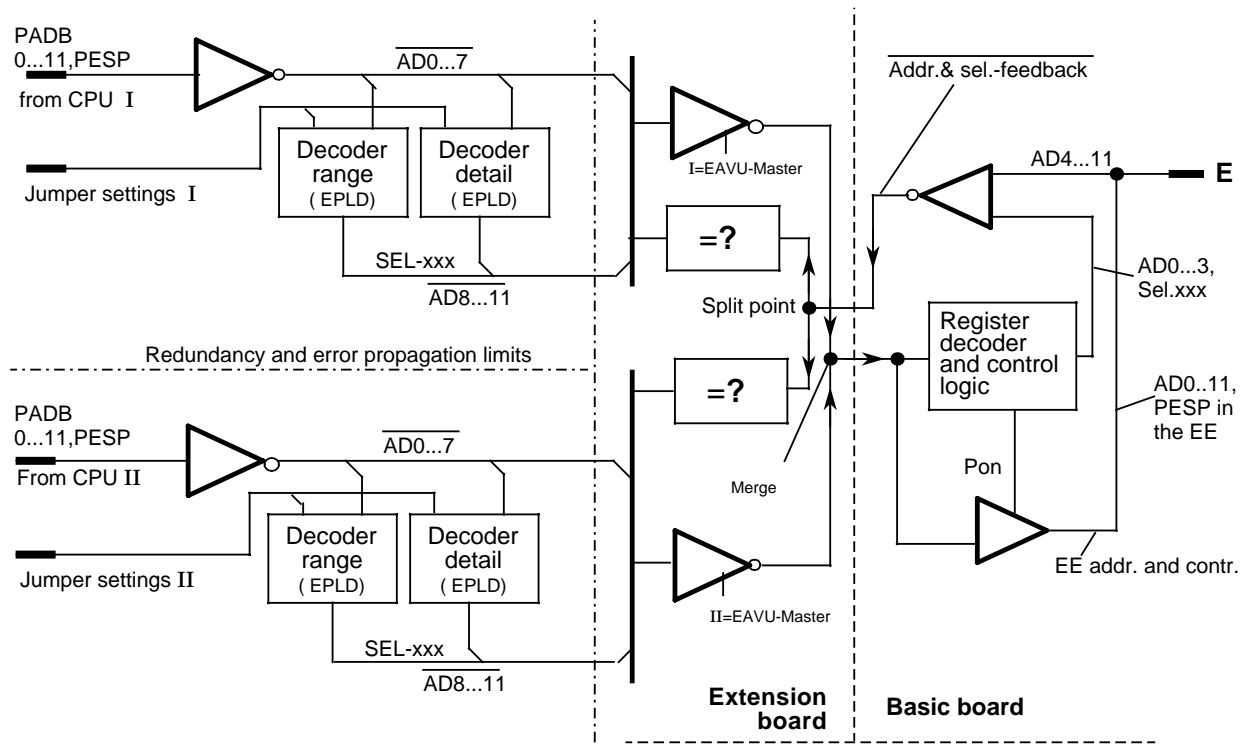 PADB
0...11,PESP
from CPU I
Jumper settings I
AD0...7
Decoder
range
( EPLD)
Decoder
detail
(EPLD)
SEL-xxx
AD8...11
Redundancy and error propagation limits
PADB
0...11,PESP
From CPU II
Jumper settings II
AD0...7
Decoder
range
( EPLD)
Decoder
detail
(EPLD)
SEL-xxx
AD8...11
I=EAVU-Master
=?
Split point
=?
Merge
II=EAVU-Master
Extension
board
Basic board
Addr.& sel.-feedback
AD4...11
E
AD0...3,
Sel.xxx
Register
decoder
and control
logic
AD0..11,
PESP in
the EE
Pon
EE addr. and contr.